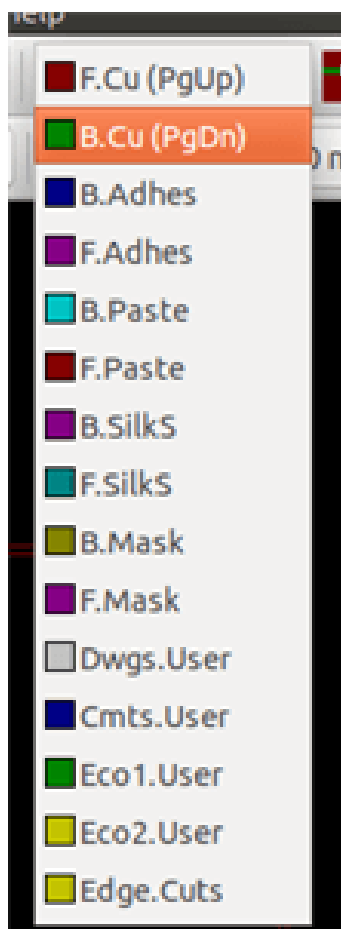 help
F.Cu (PgUp)
B.Cu (PgDn)
B.Adhes
F.Adhes
B.Paste
F.Paste
B.SilkS
F.SilkS
B.Mask
F.Mask
Dwgs.User
Cmts.User
Eco1.User
Eco2.User
Edge.Cuts